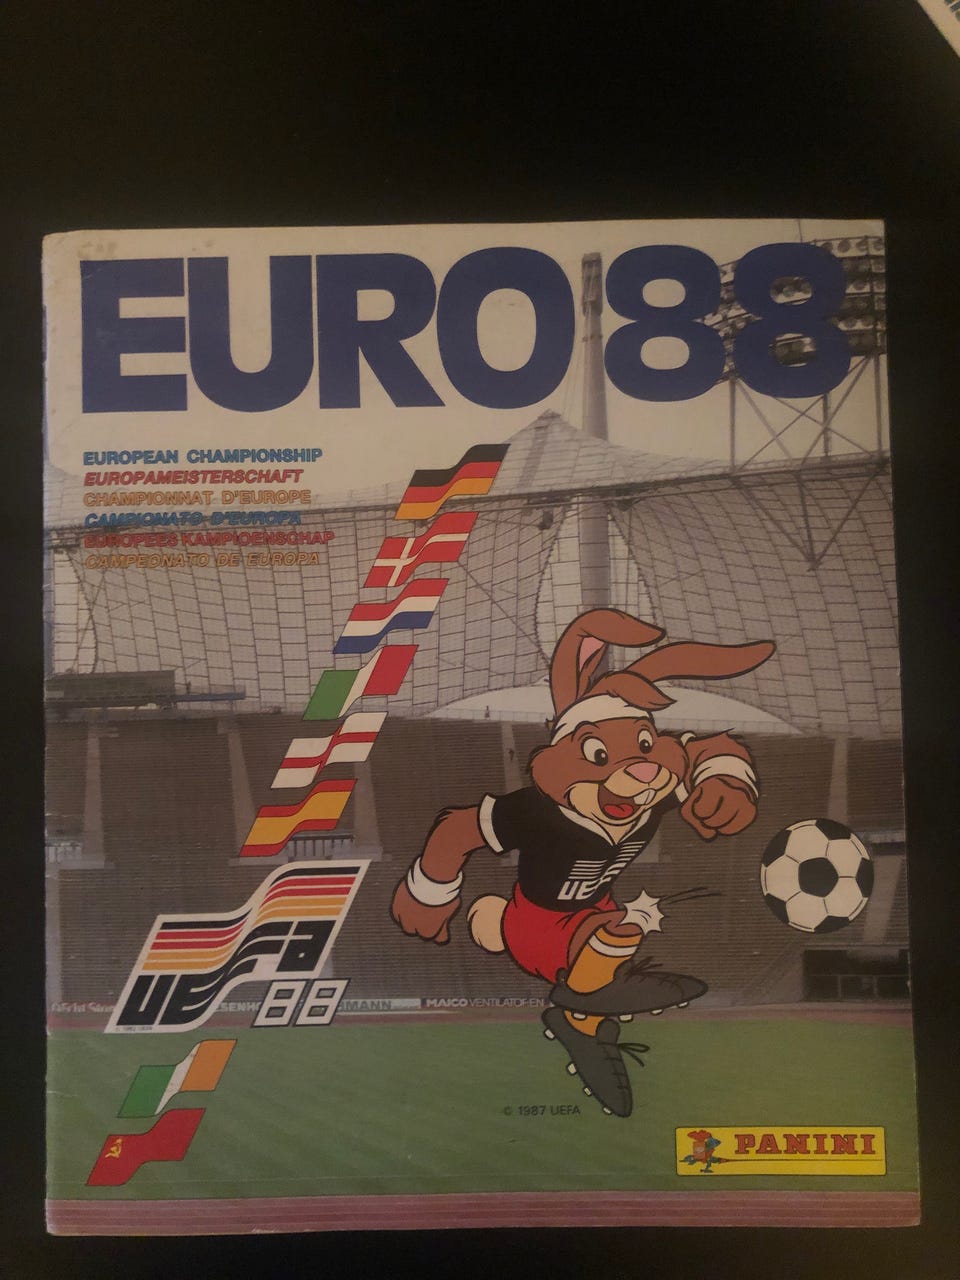 EURO 88
EUROPEAN CHAMPIONSHIP
EUROPAMEISTERSCHAFT
CHAMPIONNAT D'EUROPE
CAMPIONATO D'EUROPA
EUROPEES KAMPIOENSCHAP
CAMPEONATO DE EUROPA
UEFA
UEFA
88
MAICO VENTILATOREN
© 1987 UEFA
PANINI